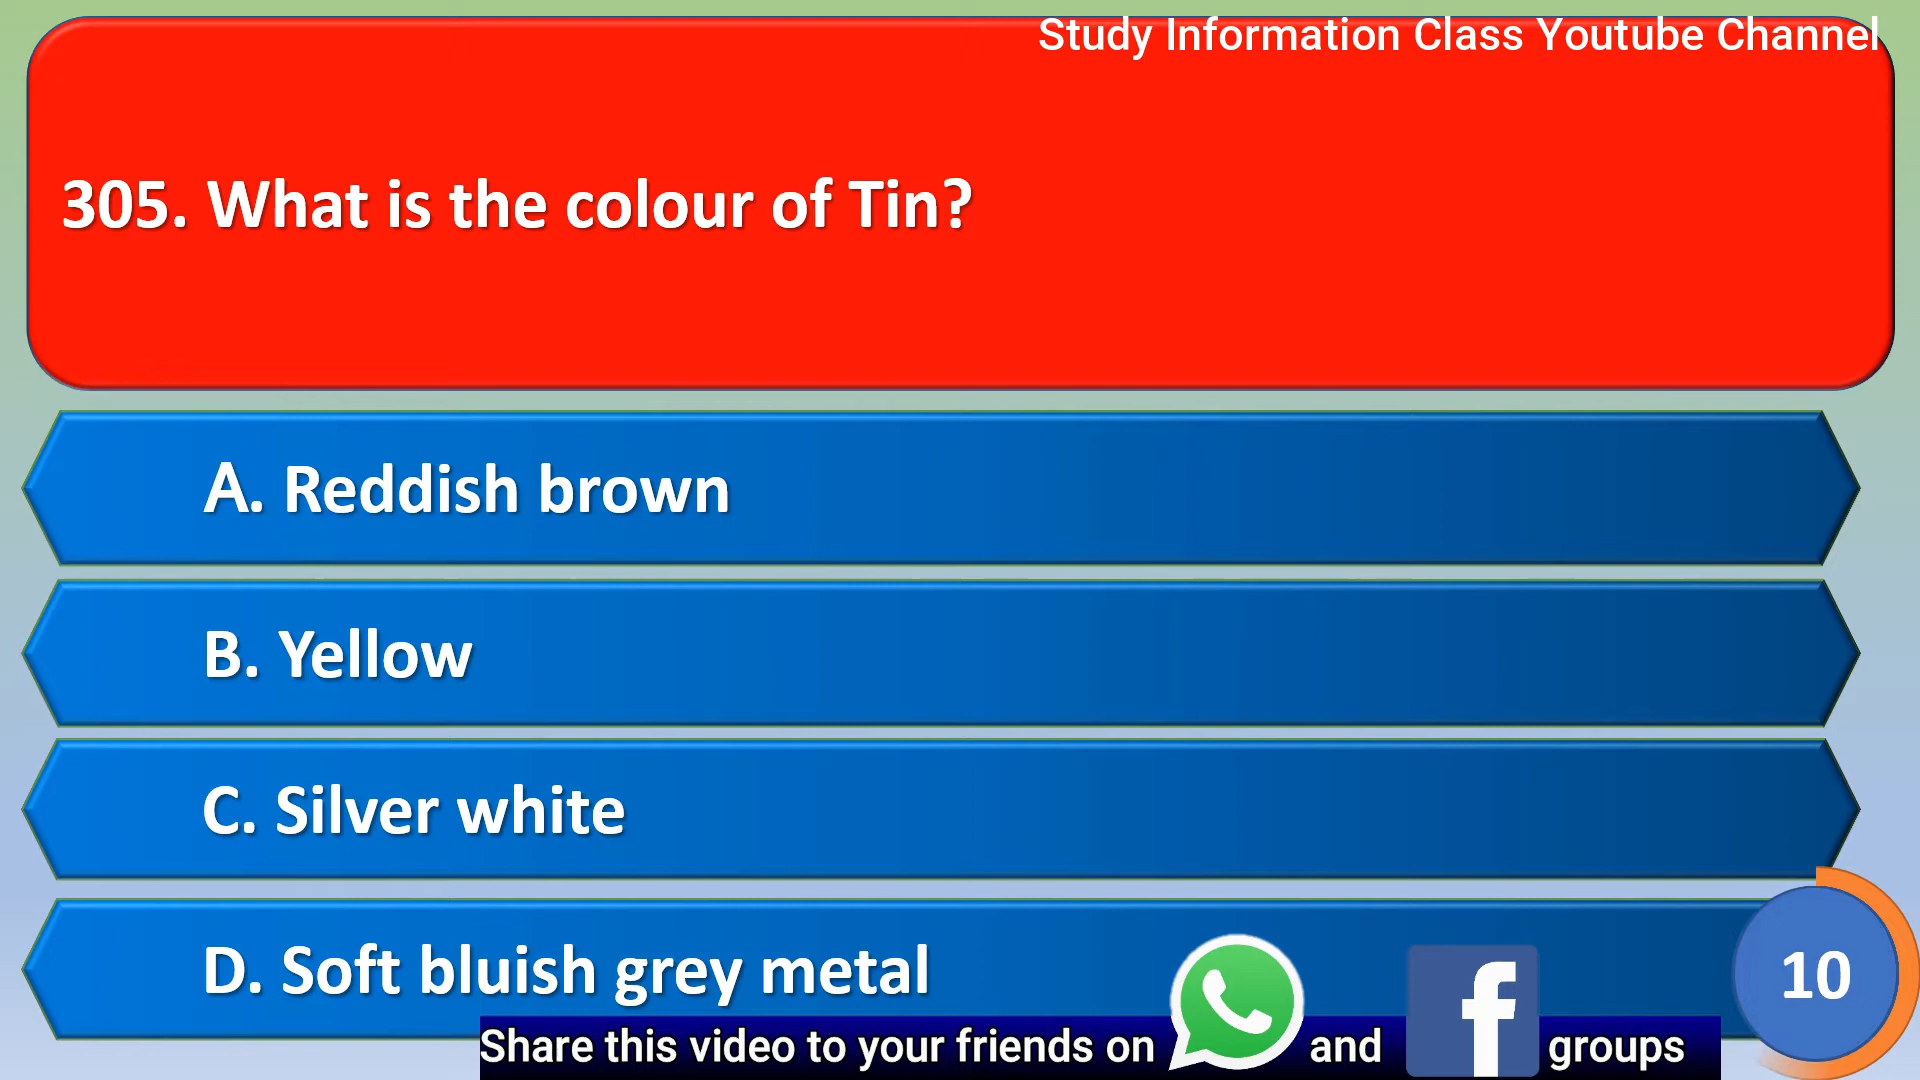 Study Information Class Youtube Channel
305. What is the colour of Tin?
A. Reddish brown
B. Yellow
C. Silver white
D. Soft bluish grey metal
10
Share this video to your friends on and groups